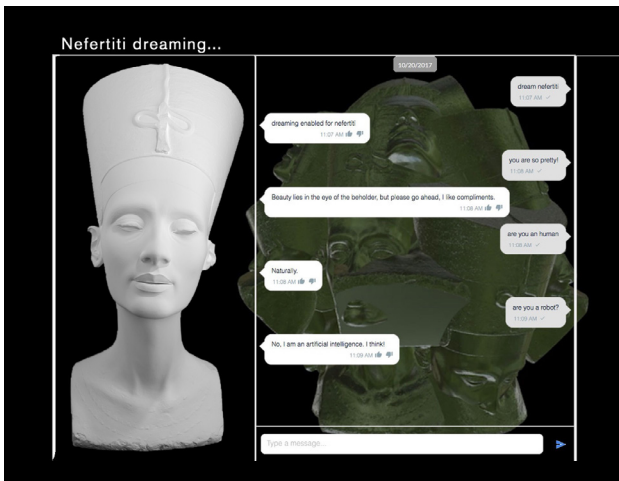 Nefertiti dreaming...
10/20/2017
dream nefertiti
11:07 AM ✓
dreaming enabled for nefertiti
11:07 AM
you are so pretty!
11:08 AM ✓
Beauty lies in the eye of the beholder, but please go ahead, I like compliments.
11:08 AM
are you an human
11:08 AM ✓
Naturally.
11:08 AM
are you a robot?
11:09 AM ✓
No, I am an artificial intelligence. I think!
11:09 AM
Type a message...